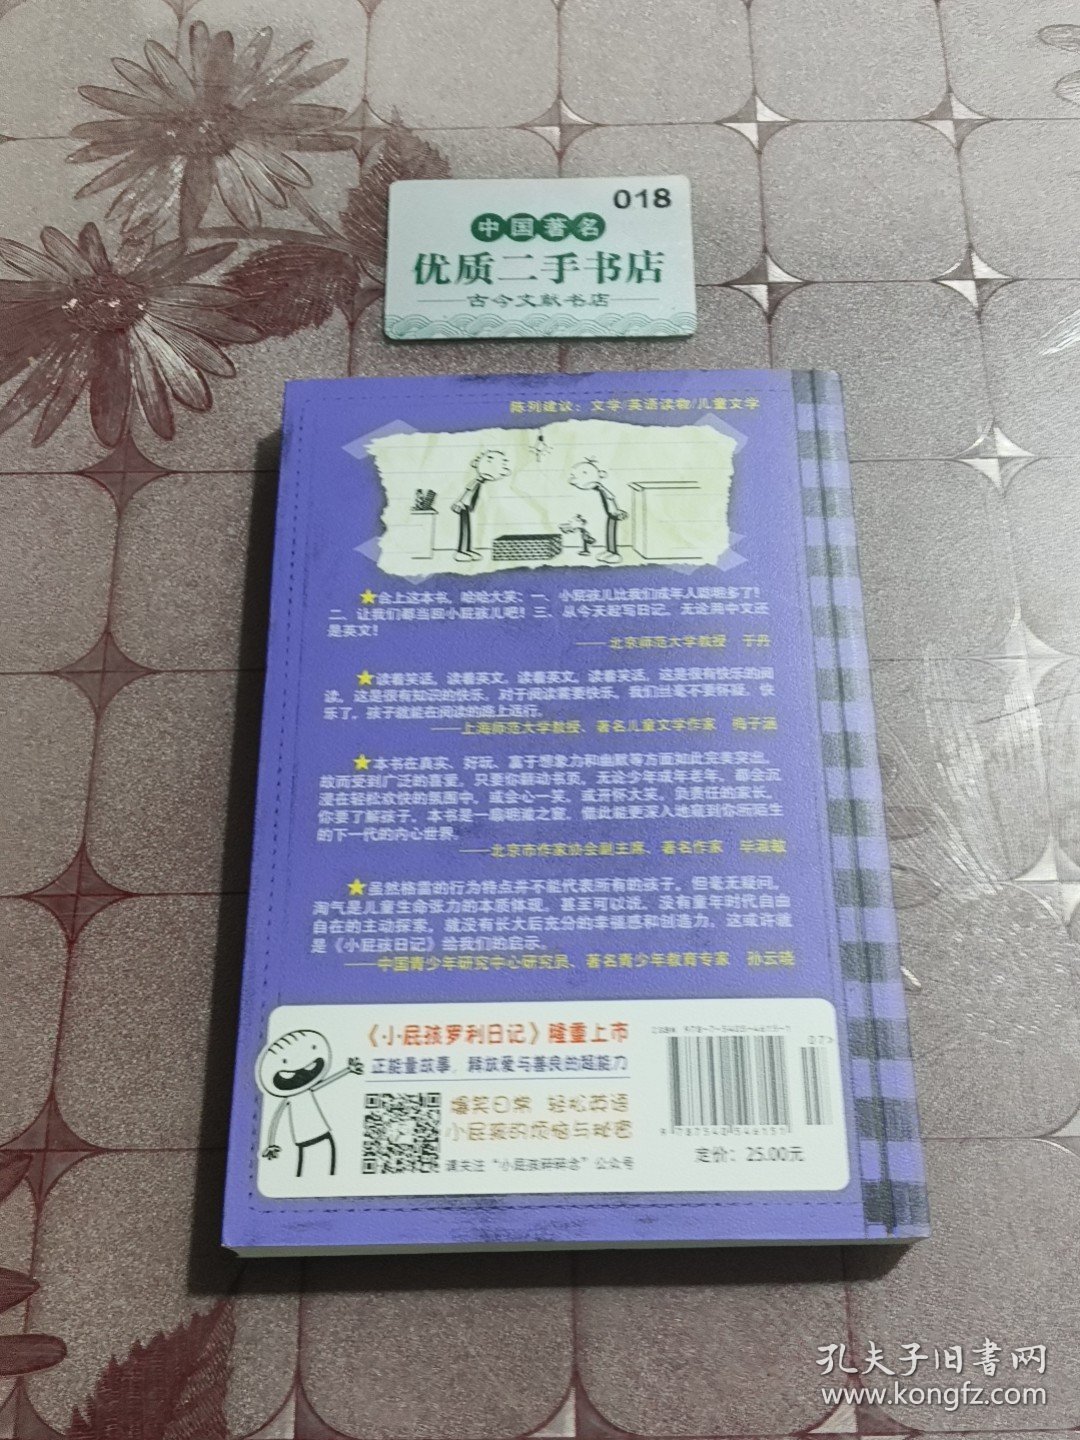 018
中国著名
优质二手书店
古今文献书店
陈列建议：文学/英语读物/儿童文学
★合上这本书，哈哈大笑：一、小屁孩儿比我们成年人聪明多了！
二、让我们都当回小屁孩儿吧！三、从今天起写日记，无论用中文还
是英文！
——北京师范大学教授 于丹
★读着笑话，读着英文，读着英文，读着笑话，这是很有快乐的阅
读，这是很有知识的快乐。对于阅读需要快乐，我们丝毫不要怀疑，快
乐了，孩子就能在阅读的路上远行。
——上海师范大学教授、著名儿童文学作家 梅子涵
★本书在真实、好玩、富于想象力和幽默等方面如此完美突出，
故而受到广泛的喜爱。只要你翻动书页，无论少年成年老年，都会沉
浸在轻松欢快的氛围中，或会心一笑，或开怀大笑。负责任的家长，
你要了解孩子，本书是一扇明澈之窗，借此能更深入地窥到你所陌生
的下一代的内心世界。
——北京市作家协会副主席、著名作家 毕淑敏
★虽然格雷的行为特点并不能代表所有的孩子，但毫无疑问，
淘气是儿童生命张力的本质体现，甚至可以说，没有童年时代自由
自在的主动探索，就没有长大后充分的幸福感和创造力，这或许就
是《小屁孩日记》给我们的启示。
——中国青少年研究中心研究员、著名青少年教育专家 孙云晓
《小屁孩罗利日记》隆重上市
正能量故事，释放爱与善良的超能力
爆笑日常 轻松英语
小屁孩的烦恼与秘密
请关注“小屁孩碎碎念”公众号
ISBN 978-7-5405-4615-1
07>
9 787540 546151
定价：25.00元
孔夫子旧书网
www.kongfz.com